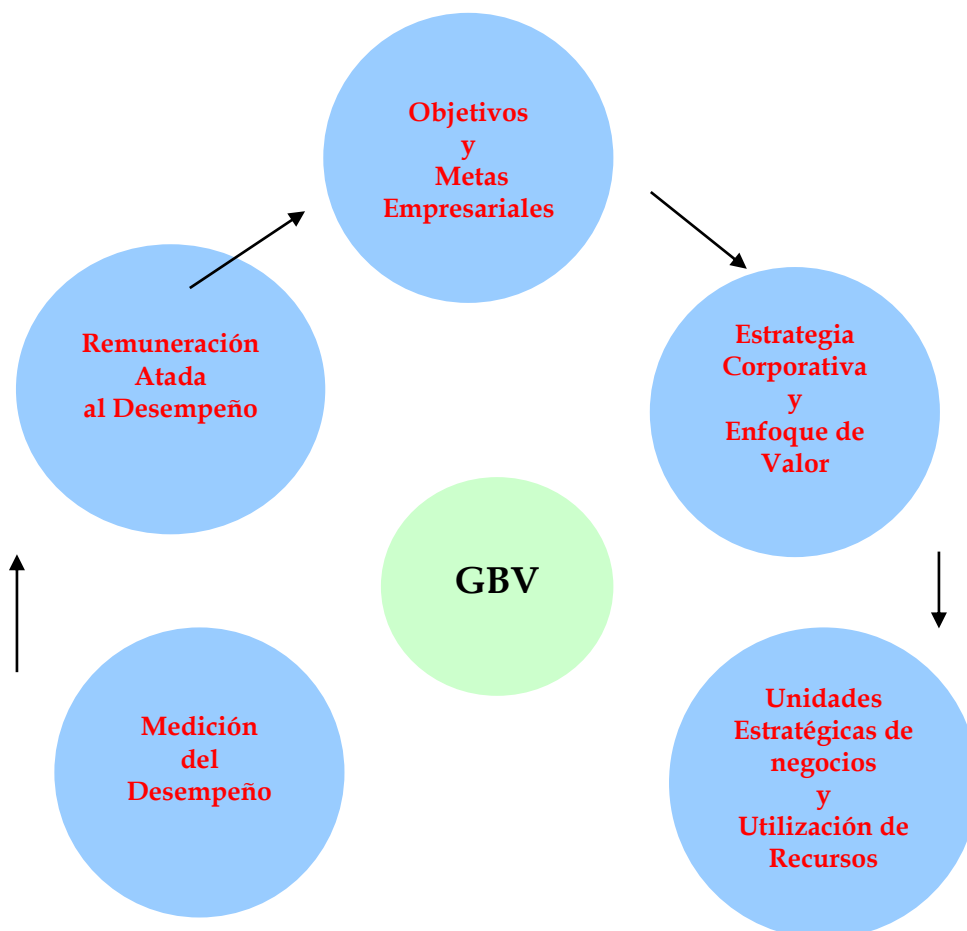 Objetivos
y
Metas
Empresariales
Remuneración
Atada
al Desempeño
Estrategia
Corporativa
y
Enfoque de
Valor
GBV
Medición
del
Desempeño
Unidades
Estratégicas de
negocios
y
Utilización de
Recursos